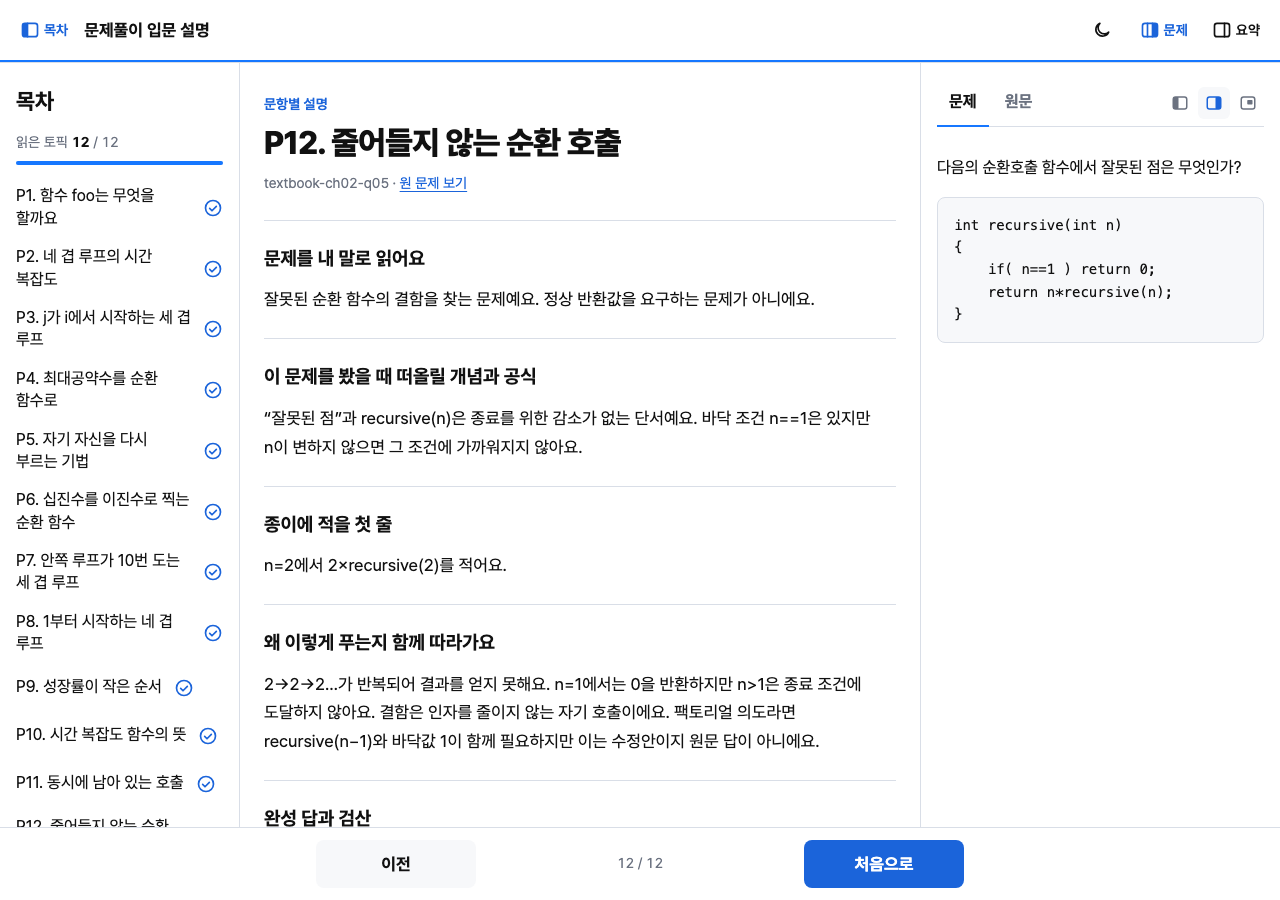 목차
문제풀이 입문 설명
문제
요약
목차
읽은 토픽 12 / 12
P1. 함수 foo는 무엇을
할까요
P2. 네 겹 루프의 시간
복잡도
P3. j가 i에서 시작하는 세 겹
루프
P4. 최대공약수를 순환
함수로
P5. 자기 자신을 다시
부르는 기법
P6. 십진수를 이진수로 찍는
순환 함수
P7. 안쪽 루프가 10번 도는
세 겹 루프
P8. 1부터 시작하는 네 겹
루프
P9. 성장률이 작은 순서
P10. 시간 복잡도 함수의 뜻
P11. 동시에 남아 있는 호출
P12. 줄어들지 않는 순환
문항별 설명
P12. 줄어들지 않는 순환 호출
textbook-ch02-q05 · 원 문제 보기
문제를 내 말로 읽어요
잘못된 순환 함수의 결함을 찾는 문제예요. 정상 반환값을 요구하는 문제가 아니에요.
이 문제를 봤을 때 떠올릴 개념과 공식
“잘못된 점”과 recursive(n)은 종료를 위한 감소가 없는 단서예요. 바닥 조건 n==1은 있지만
n이 변하지 않으면 그 조건에 가까워지지 않아요.
종이에 적을 첫 줄
n=2에서 2×recursive(2)를 적어요.
왜 이렇게 푸는지 함께 따라가요
2→2→2…가 반복되어 결과를 얻지 못해요. n=1에서는 0을 반환하지만 n>1은 종료 조건에
도달하지 않아요. 결함은 인자를 줄이지 않는 자기 호출이에요. 팩토리얼 의도라면
recursive(n−1)와 바닥값 1이 함께 필요하지만 이는 수정안이지 원문 답이 아니에요.
완성 답과 검산
문제
원문
다음의 순환호출 함수에서 잘못된 점은 무엇인가?
int recursive(int n)
{
    if( n==1 ) return 0;
    return n*recursive(n);
}
이전
12 / 12
처음으로